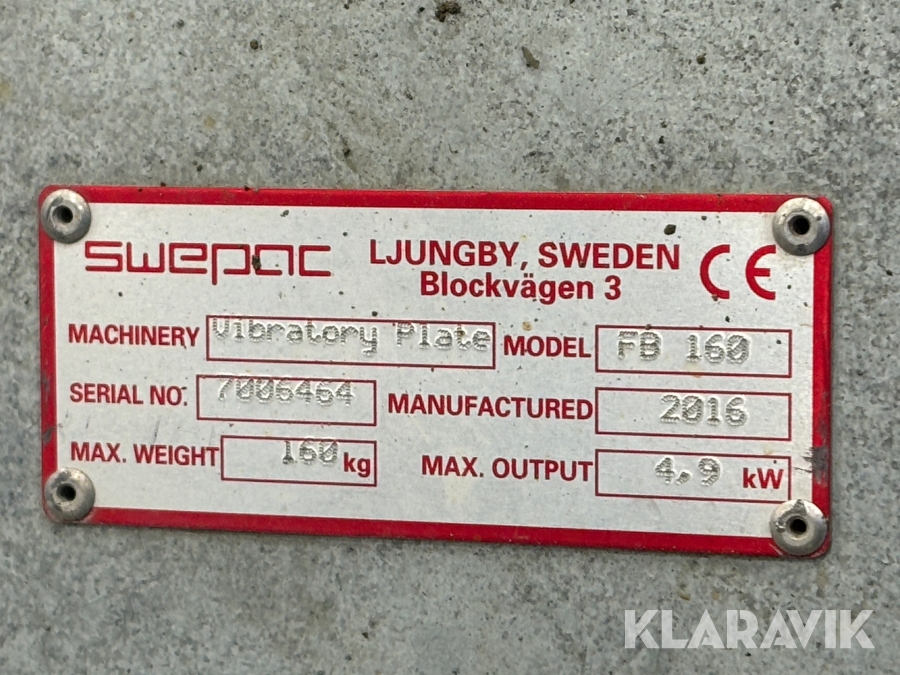 swepac LJUNGBY, SWEDEN CE
Blockvägen 3
MACHINERY Vibratory Plate MODEL FB 160
SERIAL NO. 7006464 MANUFACTURED 2016
MAX. WEIGHT 160 kg MAX. OUTPUT 4,9 kW
KLARAVIK